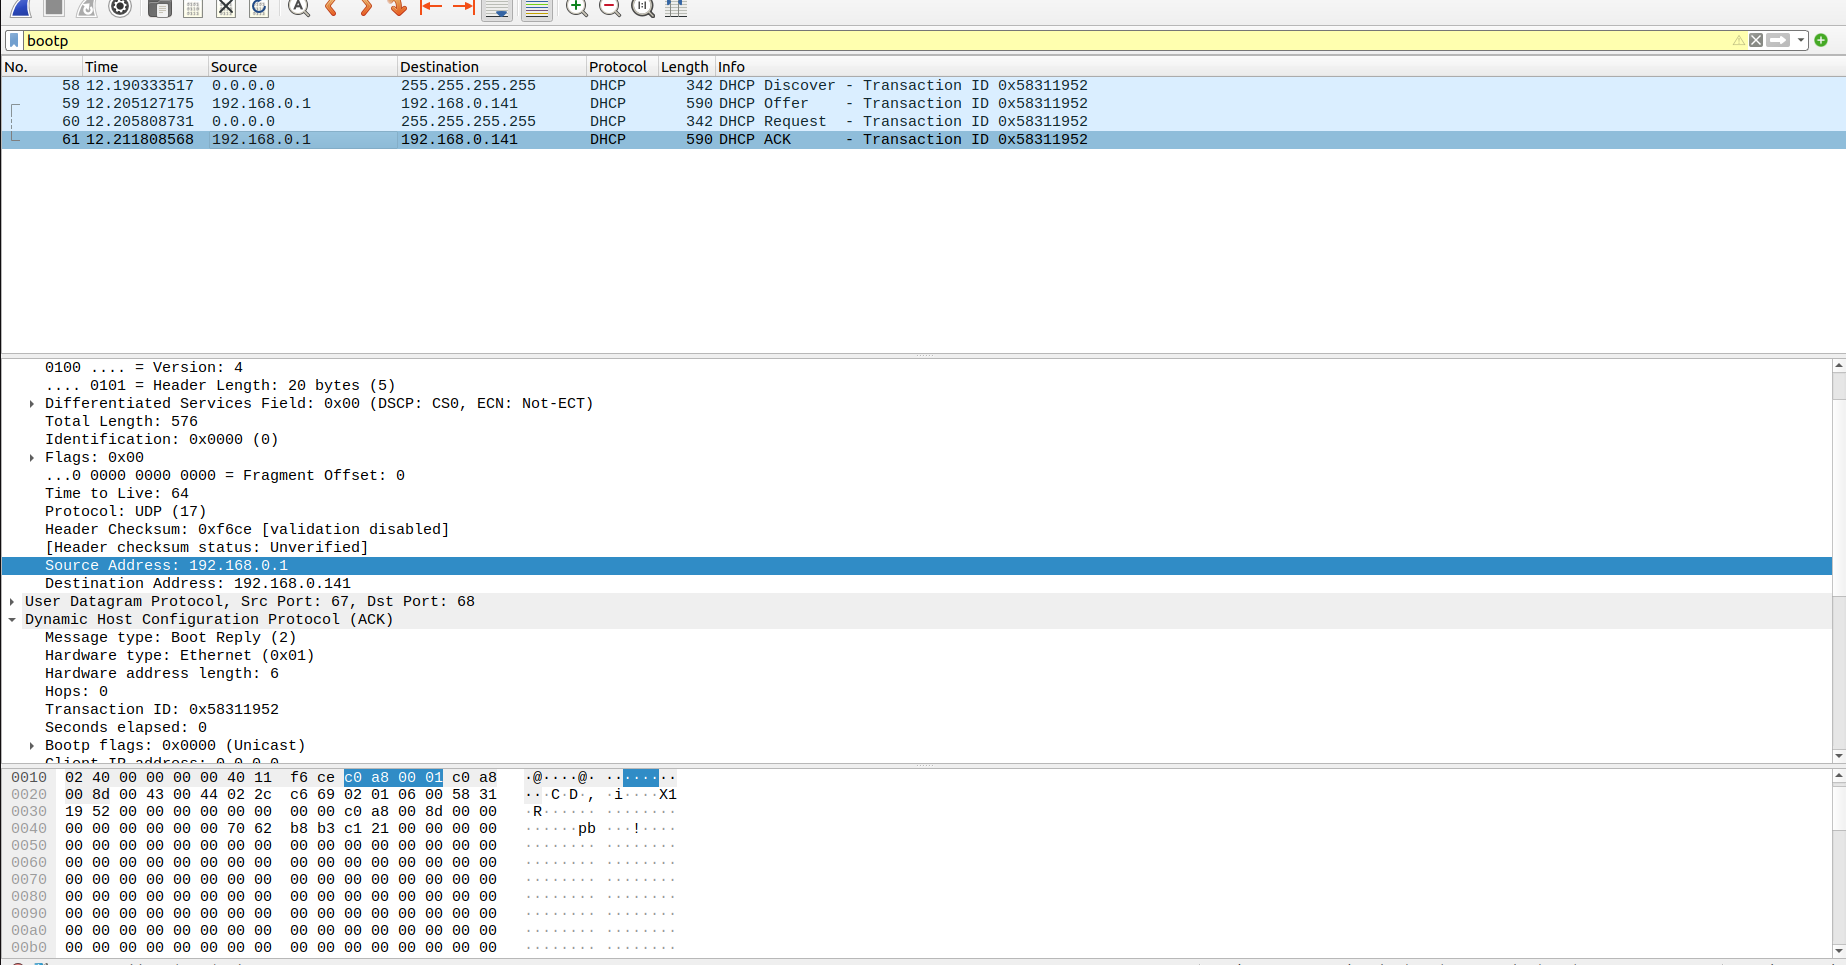 bootp
No. Time Source Destination Protocol Length Info
58 12.190333517 0.0.0.0 255.255.255.255 DHCP 342 DHCP Discover - Transaction ID 0x58311952
59 12.205127175 192.168.0.1 192.168.0.141 DHCP 590 DHCP Offer - Transaction ID 0x58311952
60 12.205808731 0.0.0.0 255.255.255.255 DHCP 342 DHCP Request - Transaction ID 0x58311952
61 12.211808568 192.168.0.1 192.168.0.141 DHCP 590 DHCP ACK - Transaction ID 0x58311952
0100 .... = Version: 4
.... 0101 = Header Length: 20 bytes (5)
Differentiated Services Field: 0x00 (DSCP: CS0, ECN: Not-ECT)
Total Length: 576
Identification: 0x0000 (0)
Flags: 0x00
...0 0000 0000 0000 = Fragment Offset: 0
Time to Live: 64
Protocol: UDP (17)
Header Checksum: 0xf6ce [validation disabled]
[Header checksum status: Unverified]
Source Address: 192.168.0.1
Destination Address: 192.168.0.141
User Datagram Protocol, Src Port: 67, Dst Port: 68
Dynamic Host Configuration Protocol (ACK)
Message type: Boot Reply (2)
Hardware type: Ethernet (0x01)
Hardware address length: 6
Hops: 0
Transaction ID: 0x58311952
Seconds elapsed: 0
Bootp flags: 0x0000 (Unicast)
Client IP address: 0.0.0.0
0010 02 40 00 00 00 00 40 11 f6 ce c0 a8 00 01 c0 a8 ·@····@· ········
0020 00 8d 00 43 00 44 02 2c c6 69 02 01 06 00 58 31 ···C·D·, ·i····X1
0030 19 52 00 00 00 00 00 00 00 00 c0 a8 00 8d 00 00 ·R······ ········
0040 00 00 00 00 00 00 70 62 b8 b3 c1 21 00 00 00 00 ······pb ···!····
0050 00 00 00 00 00 00 00 00 00 00 00 00 00 00 00 00 ········ ········
0060 00 00 00 00 00 00 00 00 00 00 00 00 00 00 00 00 ········ ········
0070 00 00 00 00 00 00 00 00 00 00 00 00 00 00 00 00 ········ ········
0080 00 00 00 00 00 00 00 00 00 00 00 00 00 00 00 00 ········ ········
0090 00 00 00 00 00 00 00 00 00 00 00 00 00 00 00 00 ········ ········
00a0 00 00 00 00 00 00 00 00 00 00 00 00 00 00 00 00 ········ ········
00b0 00 00 00 00 00 00 00 00 00 00 00 00 00 00 00 00 ········ ········